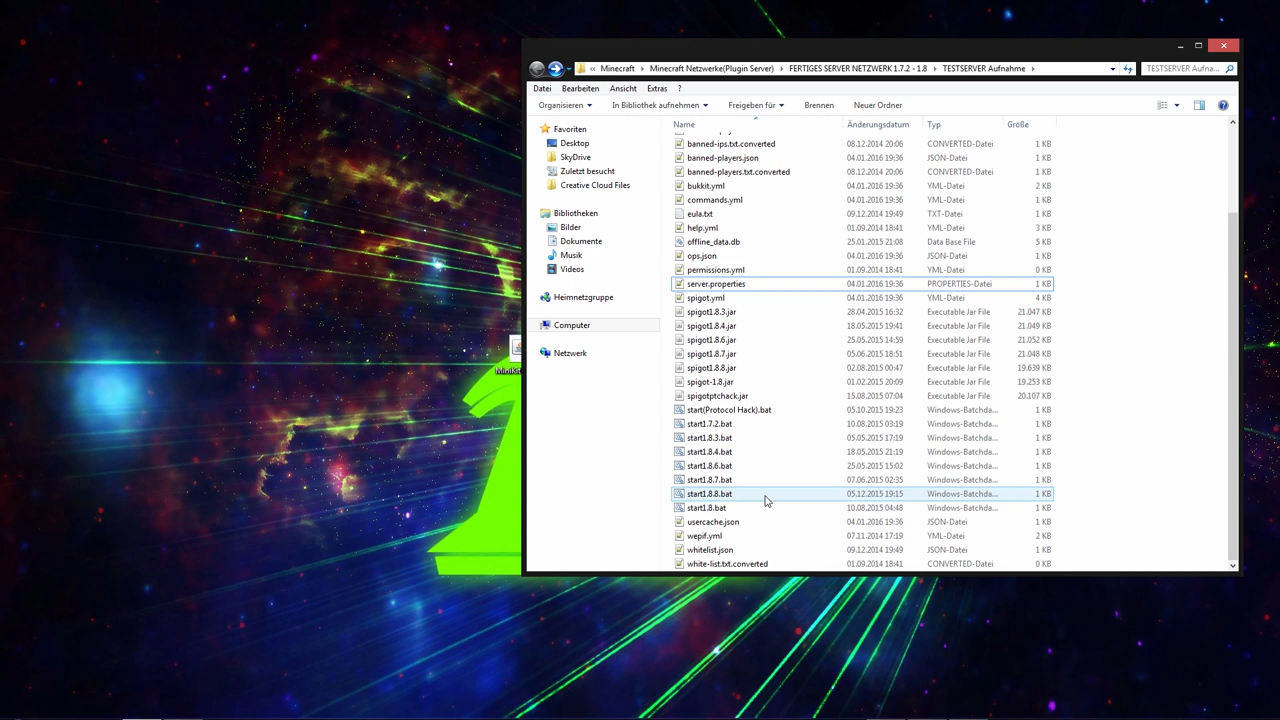 « Minecraft ▸ Minecraft Netzwerke(Plugin Server) ▸ FERTIGES SERVER NETZWERK 1.7.2 - 1.8 ▸ TESTSERVER Aufnahme ▸ TESTSERVER Aufna...
Datei Bearbeiten Ansicht Extras ?
Organisieren In Bibliothek aufnehmen Freigeben für Brennen Neuer Ordner
Favoriten
Desktop
SkyDrive
Zuletzt besucht
Creative Cloud Files
Bibliotheken
Bilder
Dokumente
Musik
Videos
Heimnetzgruppe
Computer
Netzwerk
Name Änderungsdatum Typ Größe
banned-ips.txt.converted 08.12.2014 20:06 CONVERTED-Datei 1 KB
banned-players.json 04.01.2016 19:36 JSON-Datei 1 KB
banned-players.txt.converted 08.12.2014 20:06 CONVERTED-Datei 1 KB
bukkit.yml 04.01.2016 19:36 YML-Datei 2 KB
commands.yml 04.01.2016 19:36 YML-Datei 1 KB
eula.txt 09.12.2014 19:49 TXT-Datei 1 KB
help.yml 01.09.2014 18:41 YML-Datei 3 KB
offline_data.db 25.01.2015 21:08 Data Base File 5 KB
ops.json 04.01.2016 19:36 JSON-Datei 1 KB
permissions.yml 01.09.2014 18:41 YML-Datei 0 KB
server.properties 04.01.2016 19:36 PROPERTIES-Datei 1 KB
spigot.yml 04.01.2016 19:36 YML-Datei 4 KB
spigot1.8.3.jar 28.04.2015 16:32 Executable Jar File 21.047 KB
spigot1.8.4.jar 18.05.2015 19:41 Executable Jar File 21.049 KB
spigot1.8.6.jar 25.05.2015 14:59 Executable Jar File 21.052 KB
spigot1.8.7.jar 05.06.2015 18:51 Executable Jar File 21.048 KB
spigot1.8.8.jar 02.08.2015 00:47 Executable Jar File 19.639 KB
spigot-1.8.jar 01.02.2015 20:09 Executable Jar File 19.253 KB
spigotptchack.jar 15.08.2015 07:04 Executable Jar File 20.107 KB
start(Protocol Hack).bat 05.10.2015 19:23 Windows-Batchda... 1 KB
start1.7.2.bat 10.08.2015 03:19 Windows-Batchda... 1 KB
start1.8.3.bat 05.05.2015 17:19 Windows-Batchda... 1 KB
start1.8.4.bat 18.05.2015 21:19 Windows-Batchda... 1 KB
start1.8.6.bat 25.05.2015 15:02 Windows-Batchda... 1 KB
start1.8.7.bat 07.06.2015 02:35 Windows-Batchda... 1 KB
start1.8.8.bat 05.12.2015 19:15 Windows-Batchda... 1 KB
start1.8.bat 10.08.2015 04:48 Windows-Batchda... 1 KB
usercache.json 04.01.2016 19:36 JSON-Datei 1 KB
wepif.yml 07.11.2014 17:19 YML-Datei 2 KB
whitelist.json 09.12.2014 19:49 JSON-Datei 1 KB
white-list.txt.converted 01.09.2014 18:41 CONVERTED-Datei 0 KB